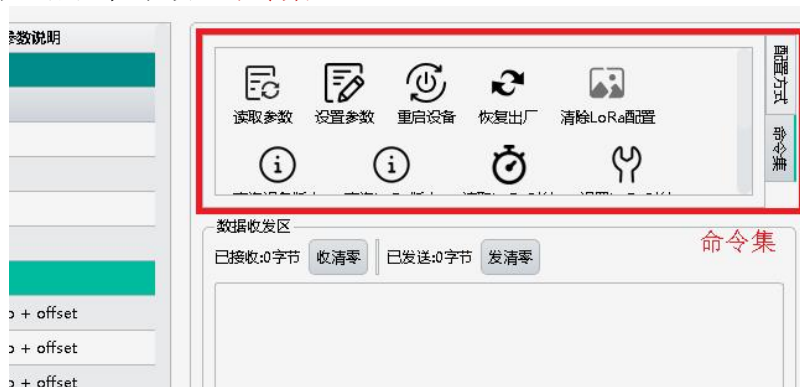 参数说明
配置方式
命令集
读取参数 设置参数 重启设备 恢复出厂 清除LoRa配置
数据收发区
命令集
已接收:0字节 收清零 已发送:0字节 发清零
+ offset
+ offset
+ offset